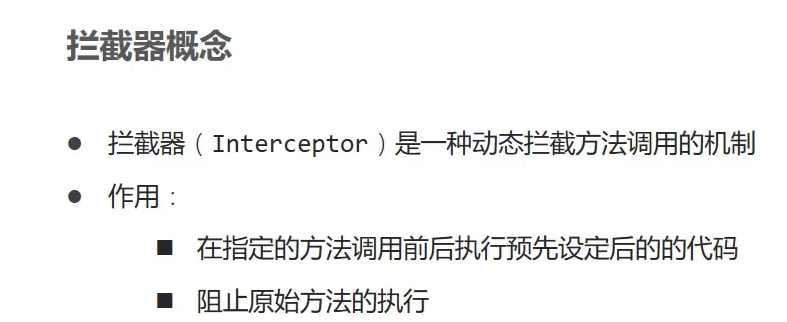 拦截器概念
● 拦截器（Interceptor）是一种动态拦截方法调用的机制
● 作用：
■ 在指定的方法调用前后执行预先设定后的的代码
■ 阻止原始方法的执行